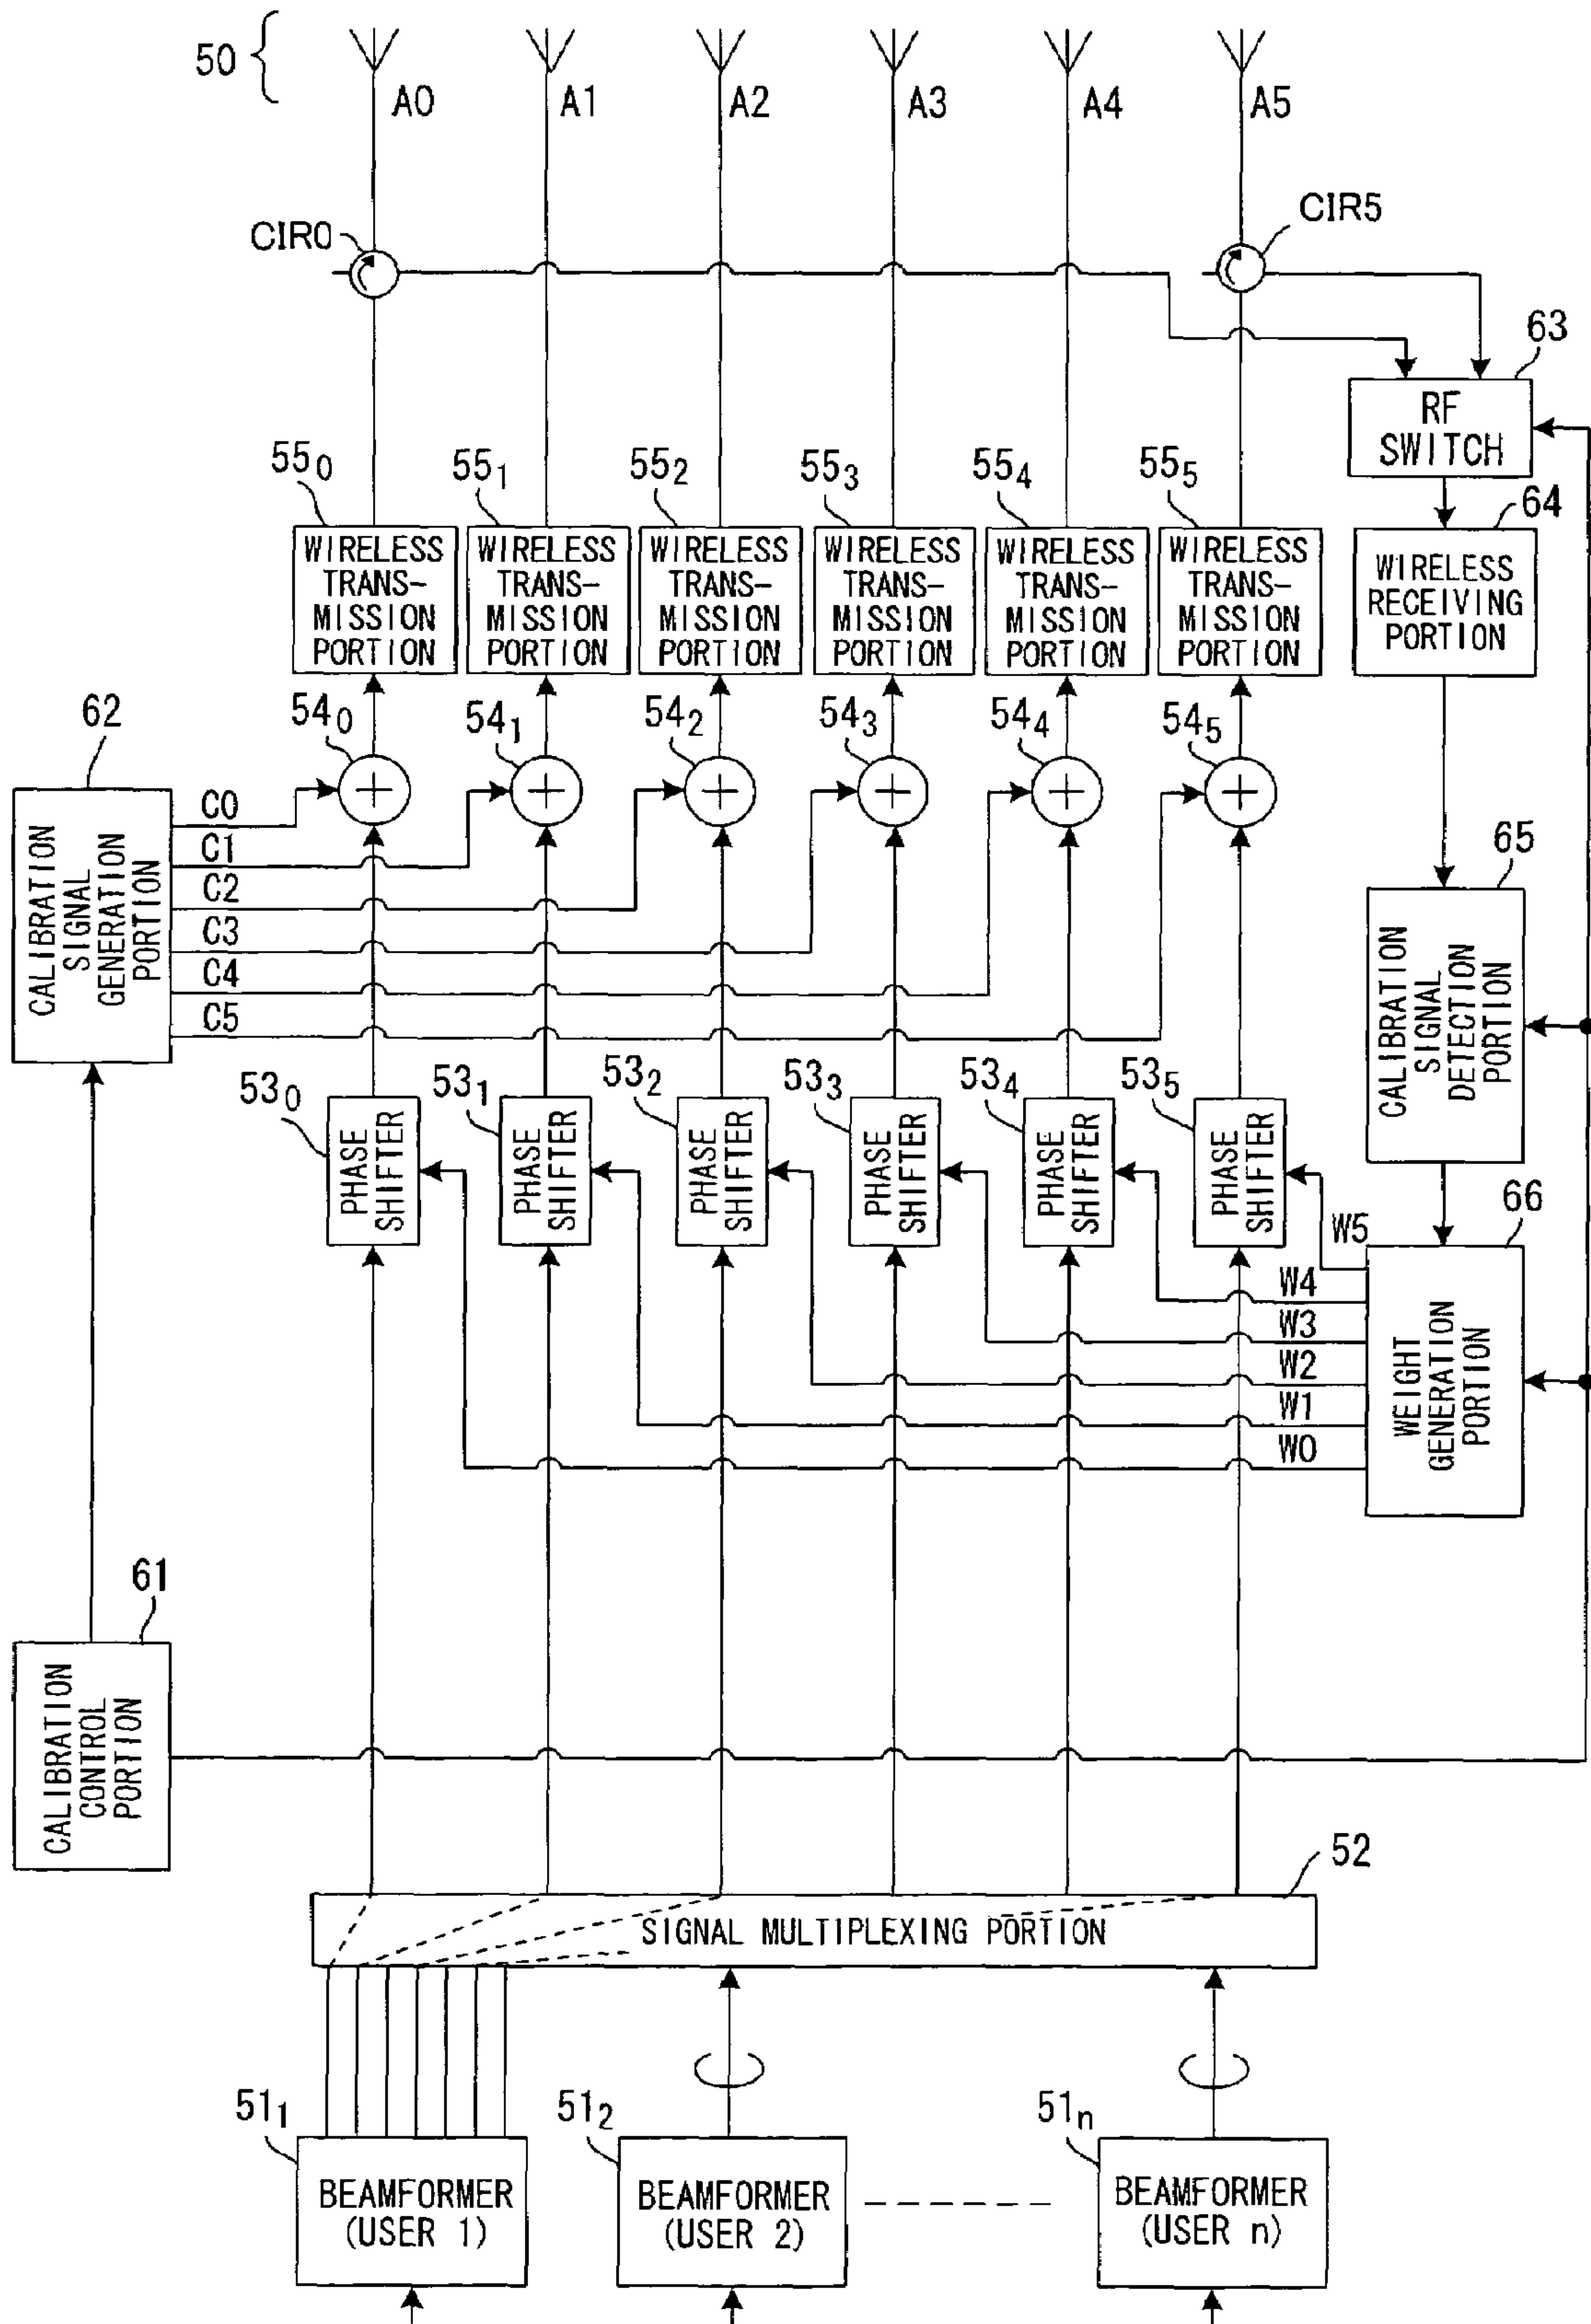 50
A0
A1
A2
A3
A4
A5
CIR0
CIR5
63
RF
SWITCH
55₀
55₁
55₂
55₃
55₄
55₅
64
WIRELESS
TRANS-
MISSION
PORTION
WIRELESS
TRANS-
MISSION
PORTION
WIRELESS
TRANS-
MISSION
PORTION
WIRELESS
TRANS-
MISSION
PORTION
WIRELESS
TRANS-
MISSION
PORTION
WIRELESS
TRANS-
MISSION
PORTION
WIRELESS
RECEIVING
PORTION
62
54₀
54₁
54₂
54₃
54₄
54₅
CALIBRATION
SIGNAL
GENERATION
PORTION
C0
C1
C2
C3
C4
C5
65
CALIBRATION
SIGNAL
DETECTION
PORTION
53₀
53₁
53₂
53₃
53₄
53₅
PHASE
SHIFTER
PHASE
SHIFTER
PHASE
SHIFTER
PHASE
SHIFTER
PHASE
SHIFTER
PHASE
SHIFTER
66
W5
W4
W3
W2
W1
W0
WEIGHT
GENERATION
PORTION
61
CALIBRATION
CONTROL
PORTION
52
SIGNAL MULTIPLEXING PORTION
51₁
51₂
51ₙ
BEAMFORMER
(USER 1)
BEAMFORMER
(USER 2)
BEAMFORMER
(USER n)